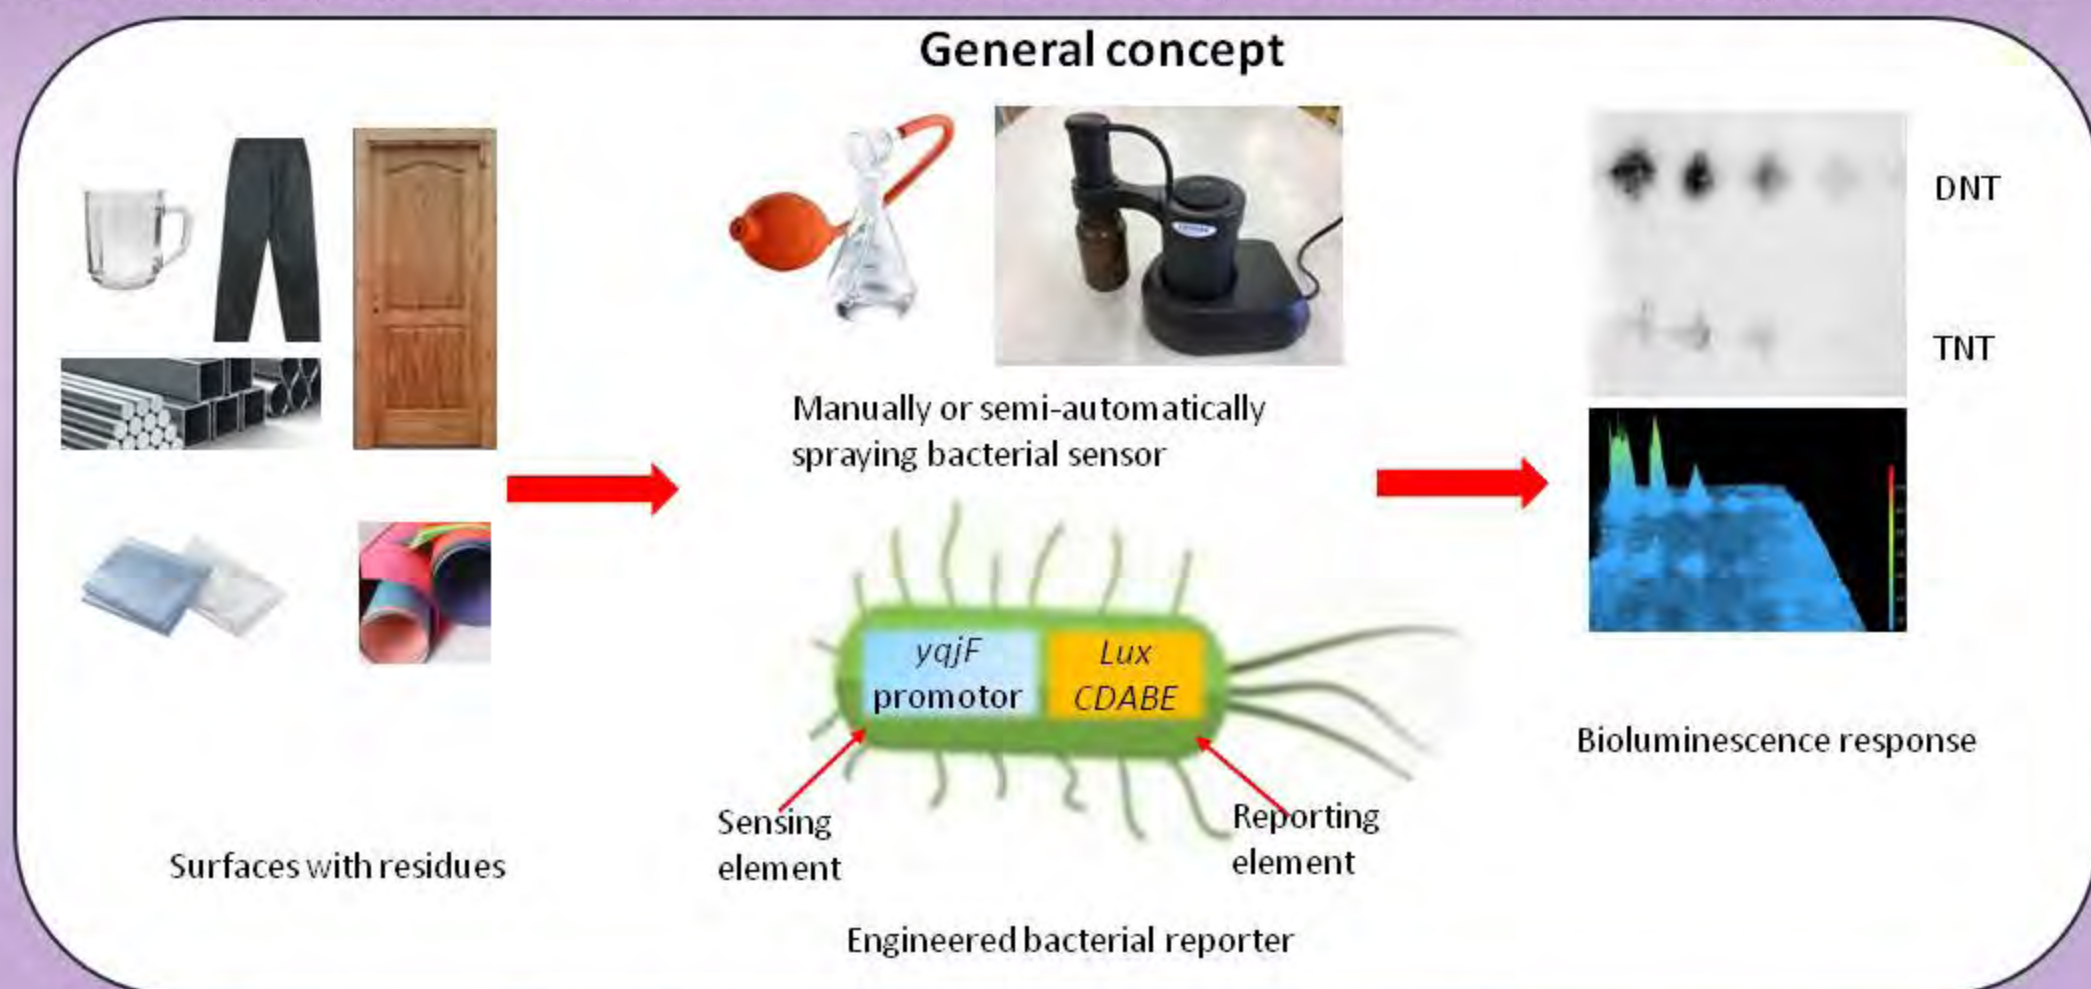 General concept
DNT
TNT
Manually or semi-automatically
spraying bacterial sensor
yqjF
promotor
Lux
CDABE
Sensing
element
Reporting
element
Bioluminescence response
Surfaces with residues
Engineered bacterial reporter